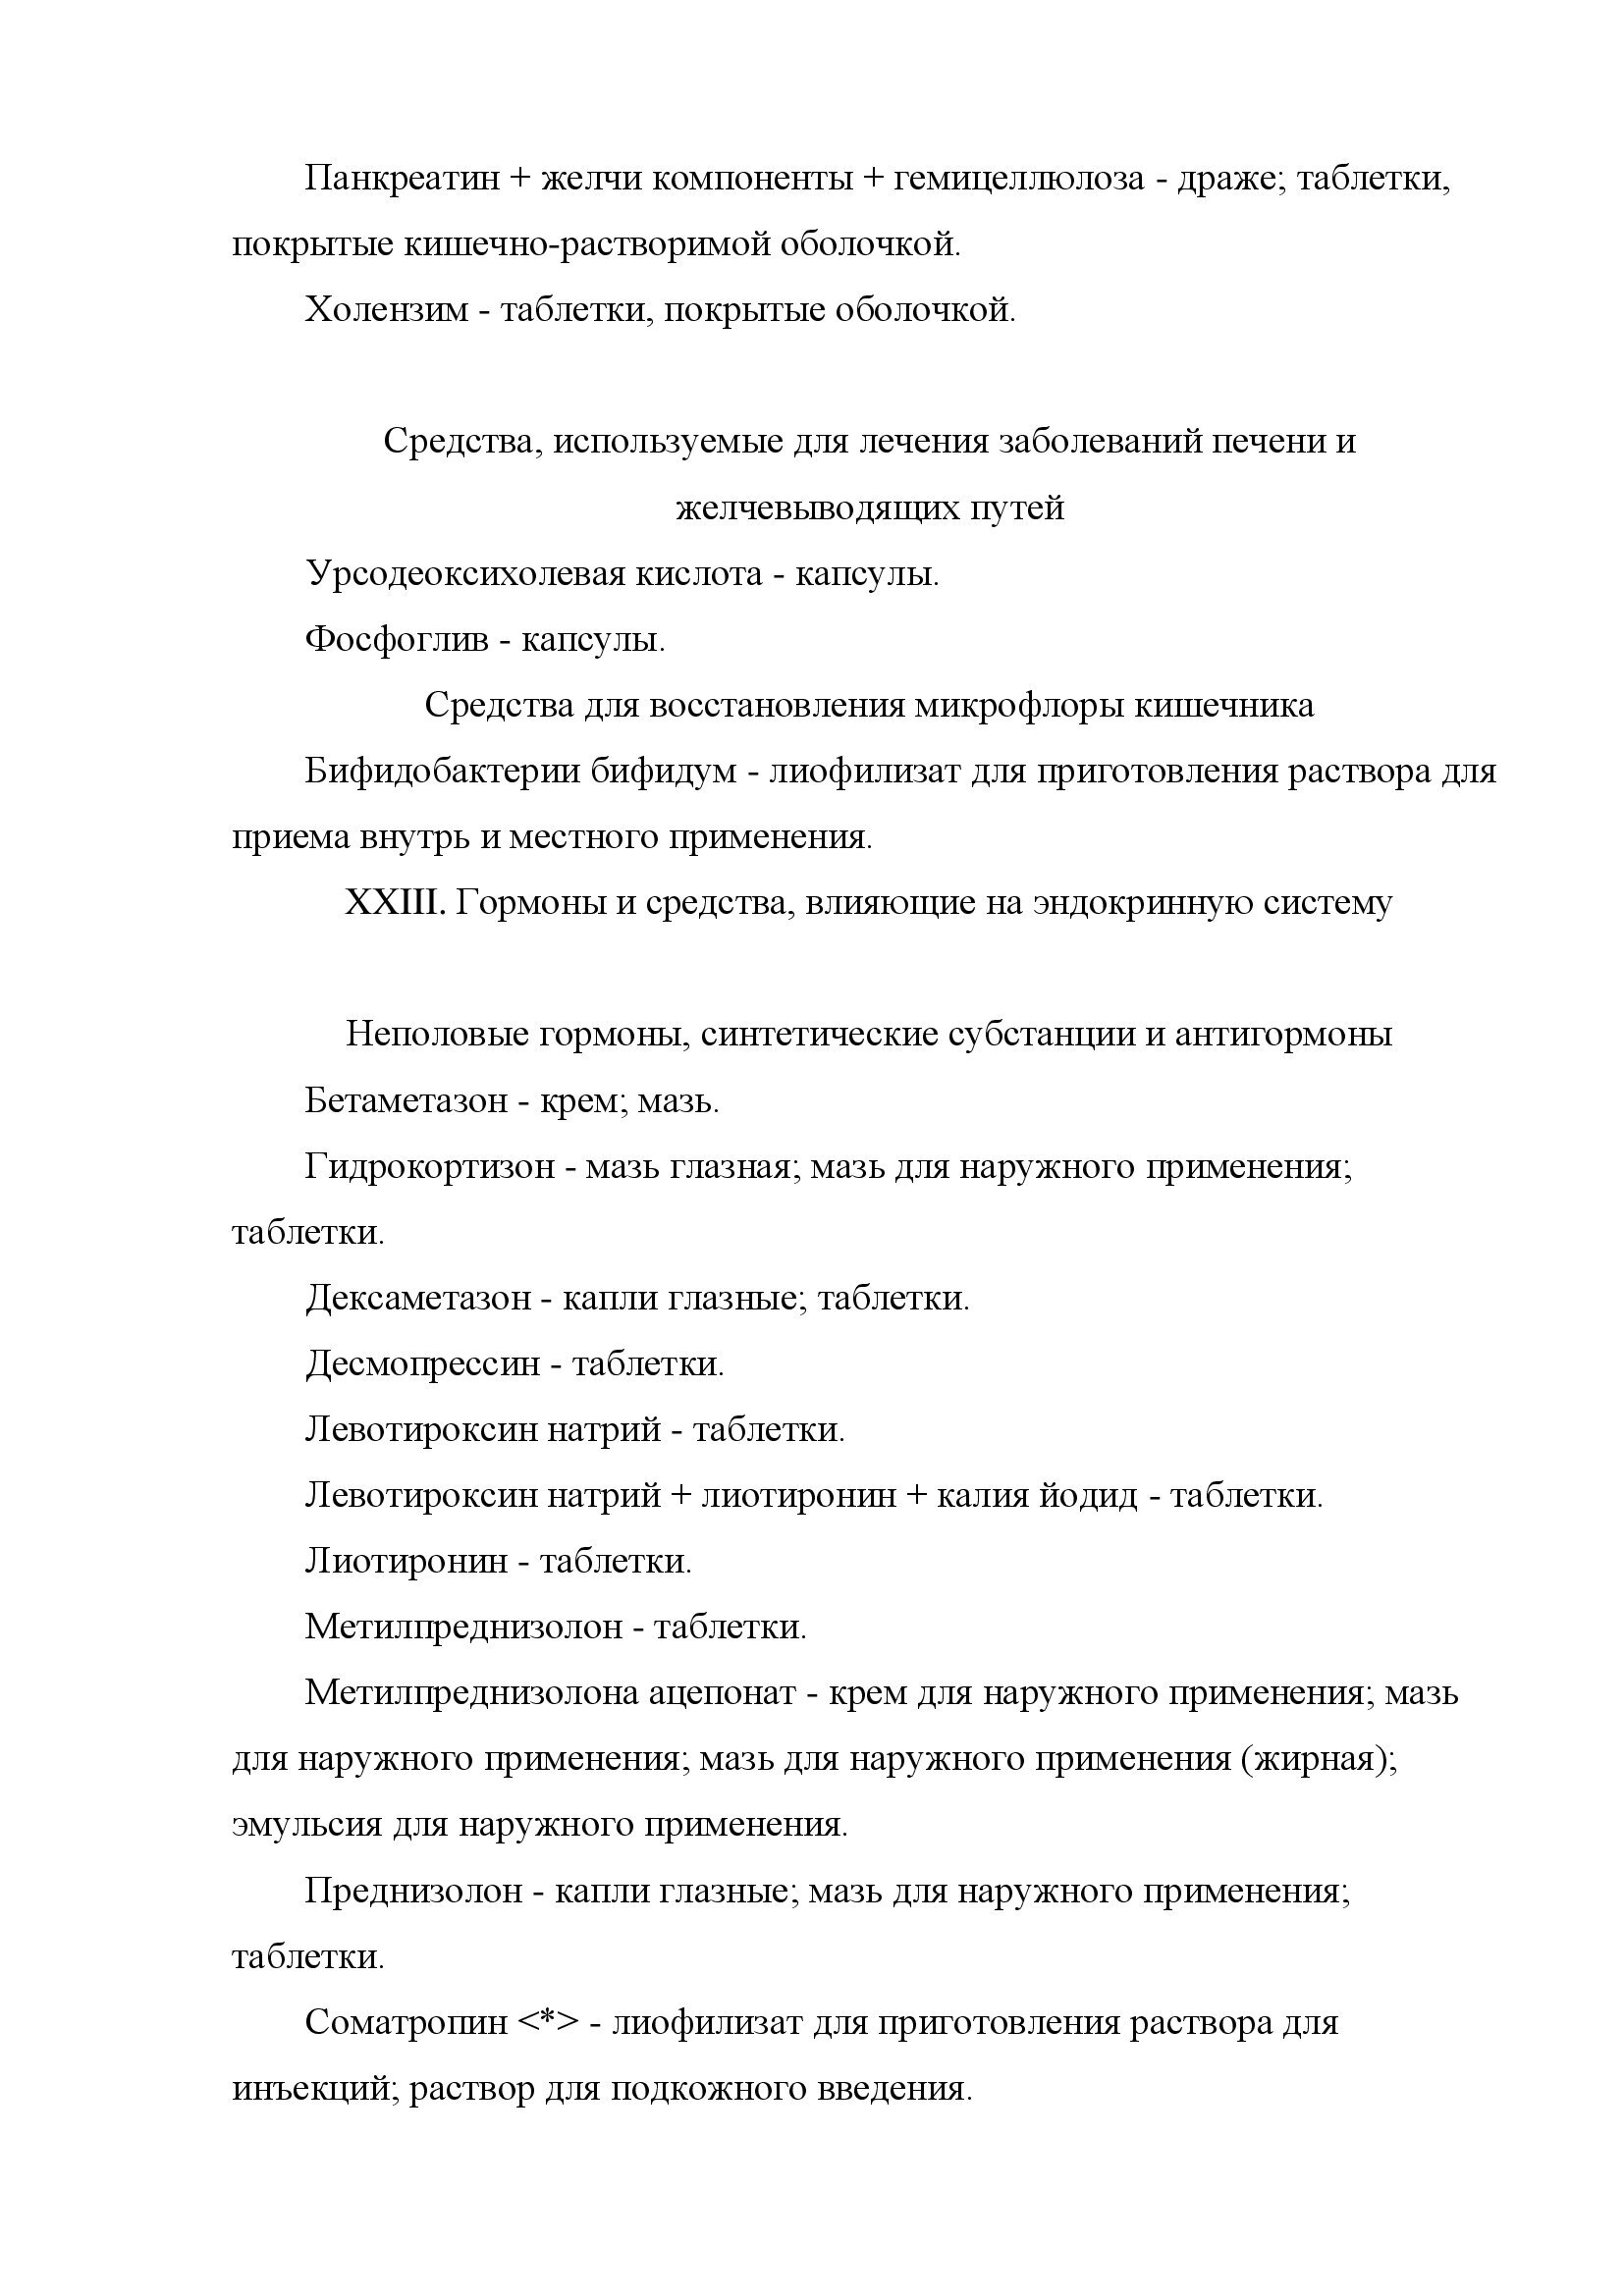 Панкреатин + желчи компоненты + гемицеллюлоза - драже; таблетки,
покрытые кишечно-растворимой оболочкой.
Холензим - таблетки, покрытые оболочкой.
Средства, используемые для лечения заболеваний печени и
желчевыводящих путей
Урсодеоксихолевая кислота - капсулы.
Фосфоглив - капсулы.
Средства для восстановления микрофлоры кишечника
Бифидобактерии бифидум - лиофилизат для приготовления раствора для
приема внутрь и местного применения.
XXIII. Гормоны и средства, влияющие на эндокринную систему
Неполовые гормоны, синтетические субстанции и антигормоны
Бетаметазон - крем; мазь.
Гидрокортизон - мазь глазная; мазь для наружного применения;
таблетки.
Дексаметазон - капли глазные; таблетки.
Десмопрессин - таблетки.
Левотироксин натрий - таблетки.
Левотироксин натрий + лиотиронин + калия йодид - таблетки.
Лиотиронин - таблетки.
Метилпреднизолон - таблетки.
Метилпреднизолона ацепонат - крем для наружного применения; мазь
для наружного применения; мазь для наружного применения (жирная);
эмульсия для наружного применения.
Преднизолон - капли глазные; мазь для наружного применения;
таблетки.
Соматропин <*> - лиофилизат для приготовления раствора для
инъекций; раствор для подкожного введения.